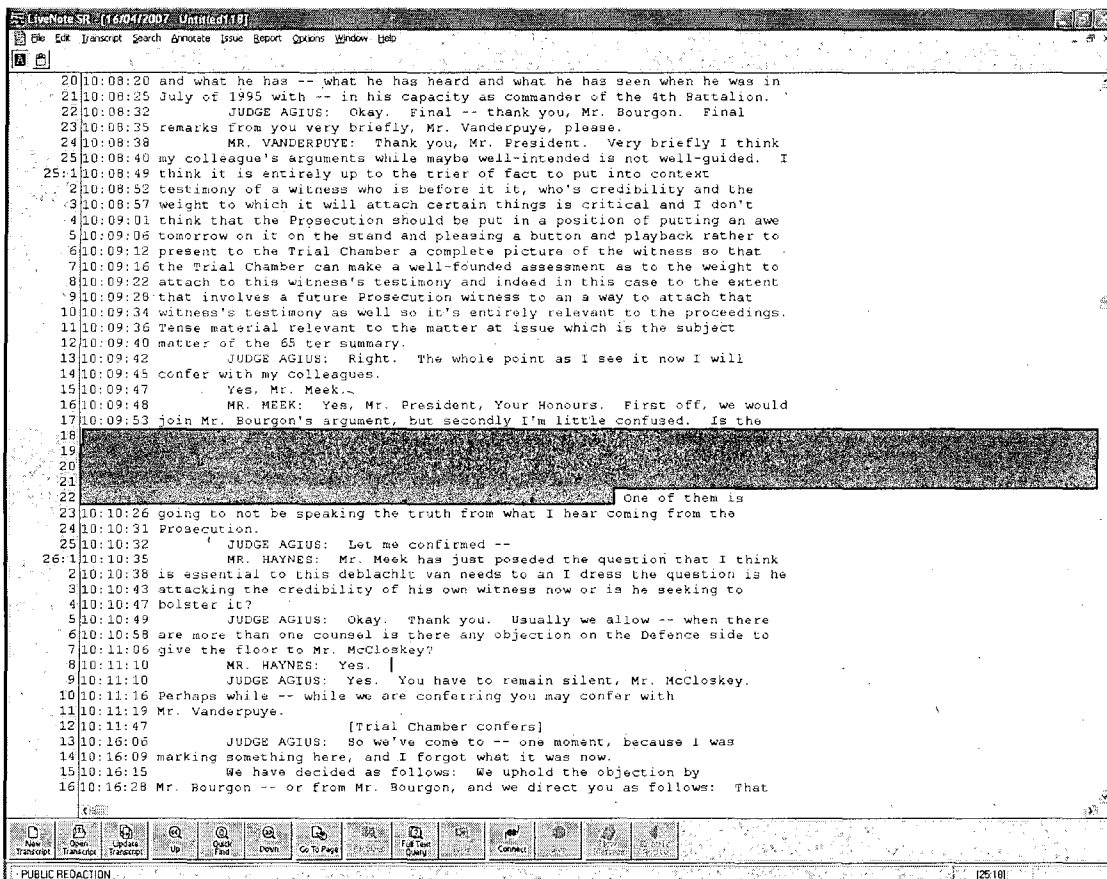 LiveNote SR - [16/04/2007 Untitled118]
File Edit Transcript Search Annotate Issue Report Options Window Help
20 10:08:20 and what he has -- what he has heard and what he has seen when he was in
21 10:08:25 July of 1995 with -- in his capacity as commander of the 4th Battalion.
22 10:08:32 JUDGE AGIUS: Okay. Final -- thank you, Mr. Bourgon. Final
23 10:08:35 remarks from you very briefly, Mr. Vanderpuye, please.
24 10:08:38 MR. VANDERPUYE: Thank you, Mr. President. Very briefly I think
25 10:08:40 my colleague's arguments while maybe well-intended is not well-guided. I
25:1 10:08:49 think it is entirely up to the trier of fact to put into context
2 10:08:52 testimony of a witness who is before it it, who's credibility and the
3 10:08:57 weight to which it will attach certain things is critical and I don't
4 10:09:01 think that the Prosecution should be put in a position of putting an awe
5 10:09:06 tomorrow on it on the stand and pleasing a button and playback rather to
6 10:09:12 present to the Trial Chamber a complete picture of the witness so that
7 10:09:16 the Trial Chamber can make a well-founded assessment as to the weight to
8 10:09:22 attach to this witness's testimony and indeed in this case to the extent
9 10:09:28 that involves a future Prosecution witness to an a way to attach that
10 10:09:34 witness's testimony as well so it's entirely relevant to the proceedings.
11 10:09:36 Tense material relevant to the matter at issue which is the subject
12 10:09:40 matter of the 65 ter summary.
13 10:09:42 JUDGE AGIUS: Right. The whole point as I see it now I will
14 10:09:45 confer with my colleagues.
15 10:09:47 Yes, Mr. Meek.
16 10:09:48 MR. MEEK: Yes, Mr. President, Your Honours. First off, we would
17 10:09:53 join Mr. Bourgon's argument, but secondly I'm little confused. Is the
18
19
20
21
22 One of them is
23 10:10:26 going to not be speaking the truth from what I hear coming from the
24 10:10:31 Prosecution.
25 10:10:32 JUDGE AGIUS: Let me confirmed --
26:1 10:10:35 MR. HAYNES: Mr. Meek has just poseded the question that I think
2 10:10:38 is essential to this deblachlt van needs to an I dress the question is he
3 10:10:43 attacking the credibility of his own witness now or is he seeking to
4 10:10:47 bolster it?
5 10:10:49 JUDGE AGIUS: Okay. Thank you. Usually we allow -- when there
6 10:10:58 are more than one counsel is there any objection on the Defence side to
7 10:11:06 give the floor to Mr. McCloskey?
8 10:11:10 MR. HAYNES: Yes.
9 10:11:10 JUDGE AGIUS: Yes. You have to remain silent, Mr. McCloskey.
10 10:11:16 Perhaps while -- while we are conferring you may confer with
11 10:11:19 Mr. Vanderpuye.
12 10:11:47 [Trial Chamber confers]
13 10:16:06 JUDGE AGIUS: So we've come to -- one moment, because I was
14 10:16:09 marking something here, and I forgot what it was now.
15 10:16:15 We have decided as follows: We uphold the objection by
16 10:16:28 Mr. Bourgon -- or from Mr. Bourgon, and we direct you as follows: That
New Transcript Open Transcript Update Transcript Up Quick Find Down Go To Page Full Text Query Connect
PUBLIC REDACTION [25:18]